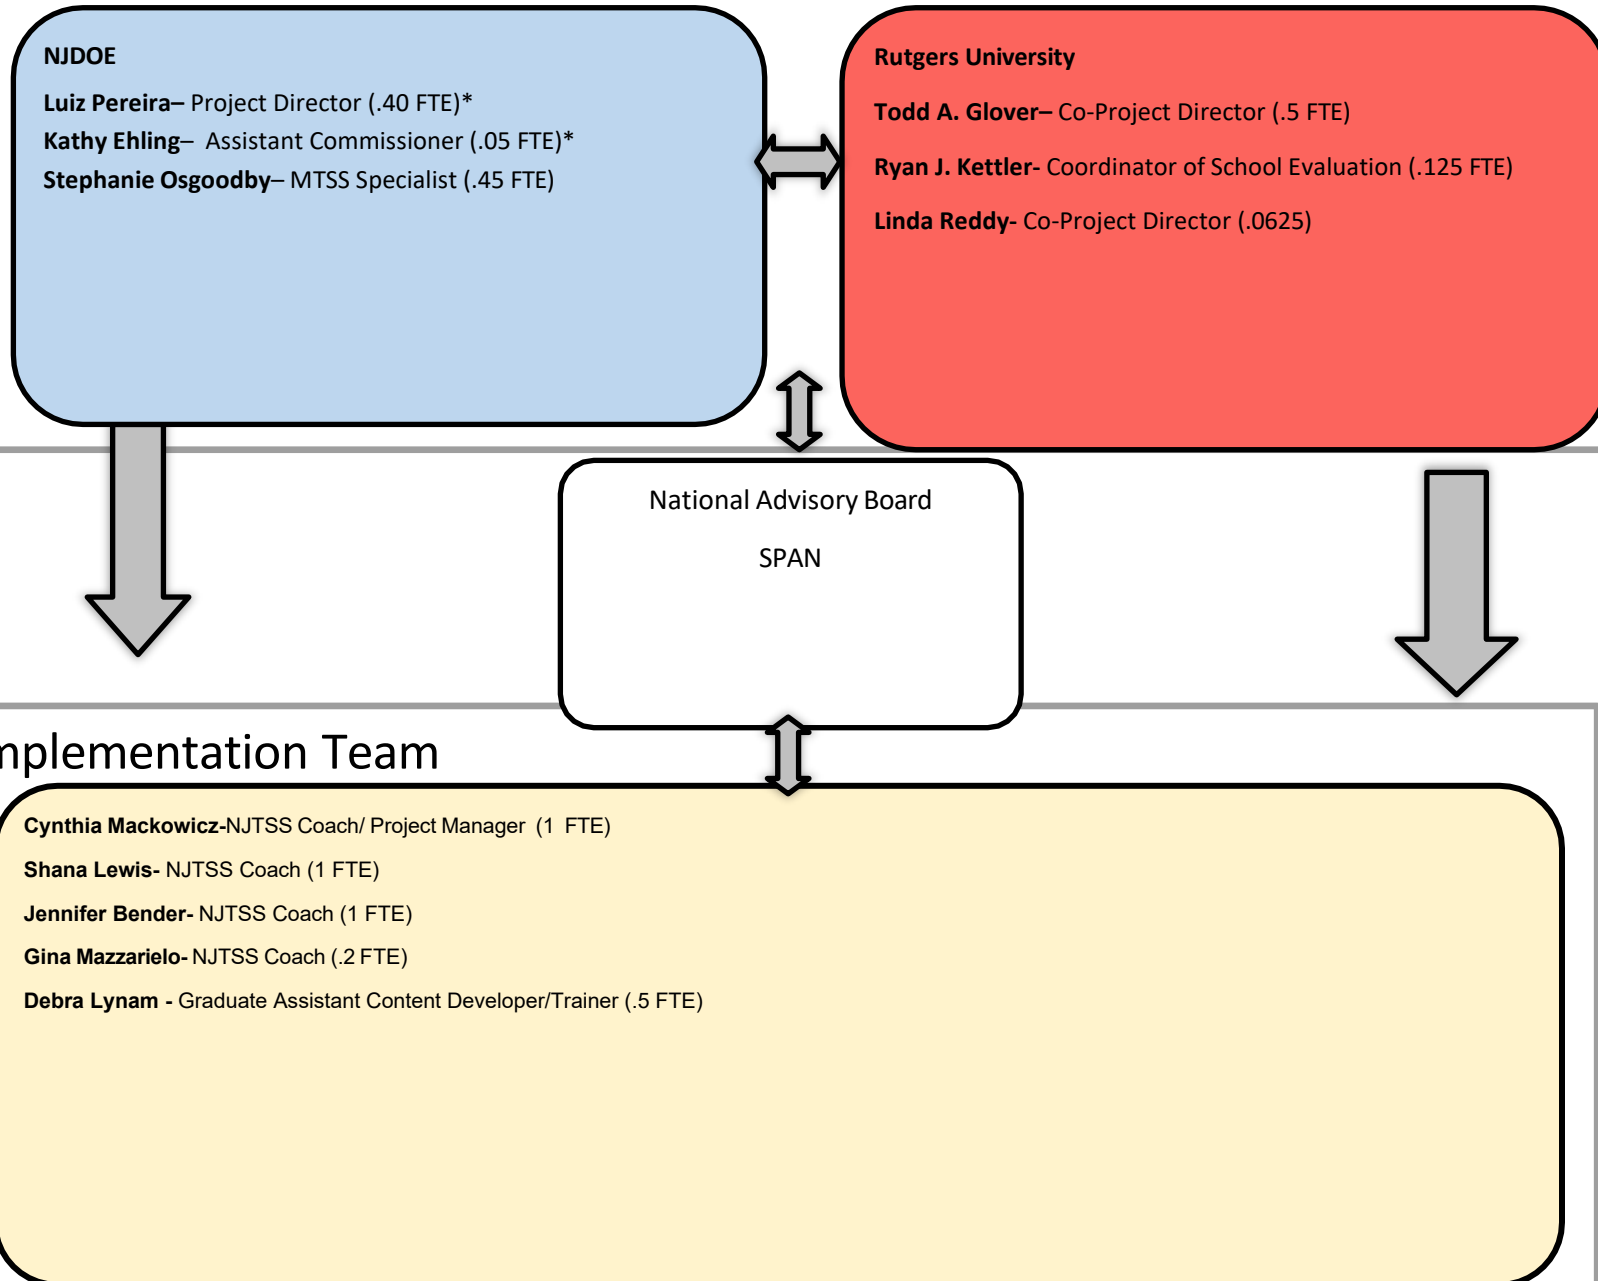 NJDOE
Luiz Pereira– Project Director (.40 FTE)*
Kathy Ehling– Assistant Commissioner (.05 FTE)*
Stephanie Osgoodby– MTSS Specialist (.45 FTE)
Rutgers University
Todd A. Glover– Co-Project Director (.5 FTE)
Ryan J. Kettler- Coordinator of School Evaluation (.125 FTE)
Linda Reddy- Co-Project Director (.0625)
National Advisory Board
SPAN
mplementation Team
Cynthia Mackowicz-NJTSS Coach/ Project Manager (1 FTE)
Shana Lewis- NJTSS Coach (1 FTE)
Jennifer Bender- NJTSS Coach (1 FTE)
Gina Mazzarielo- NJTSS Coach (.2 FTE)
Debra Lynam - Graduate Assistant Content Developer/Trainer (.5 FTE)